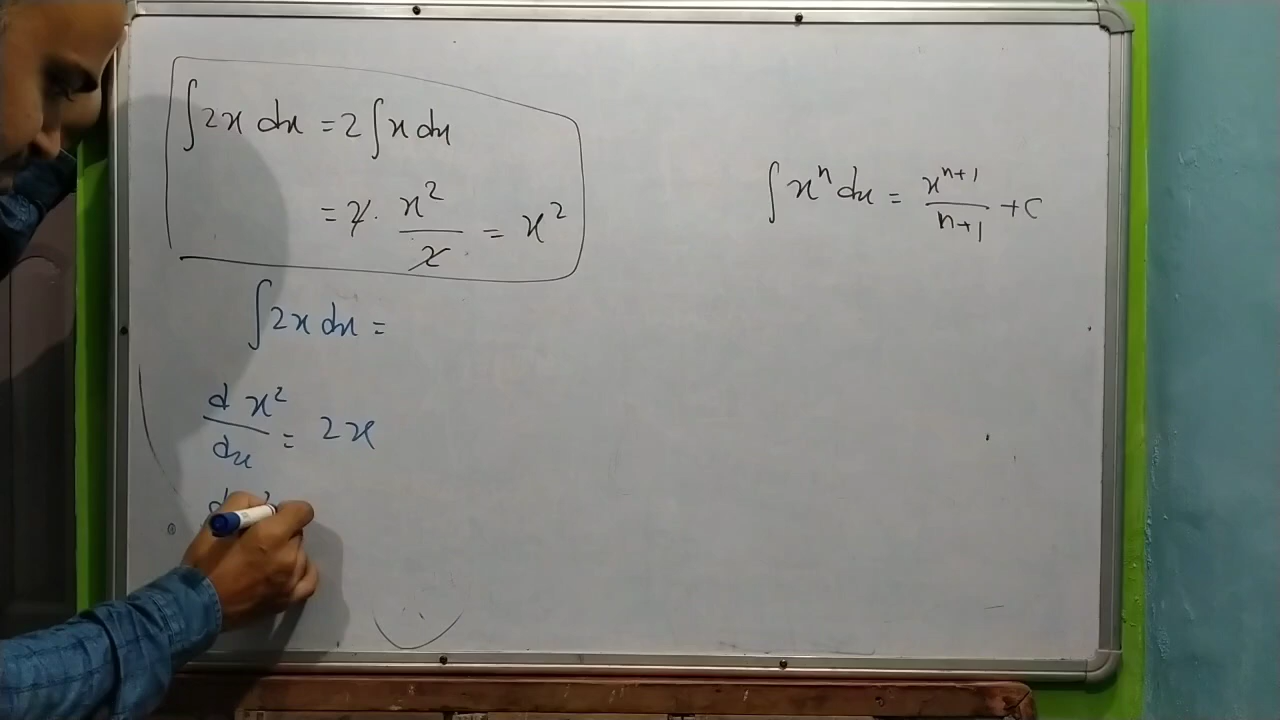 ∫2x dx = 2∫x dx
= 2. x²/2 = x²
∫xⁿ dx = xⁿ⁺¹/n+1 + C
∫2x dx =
d x²/dx = 2x
d